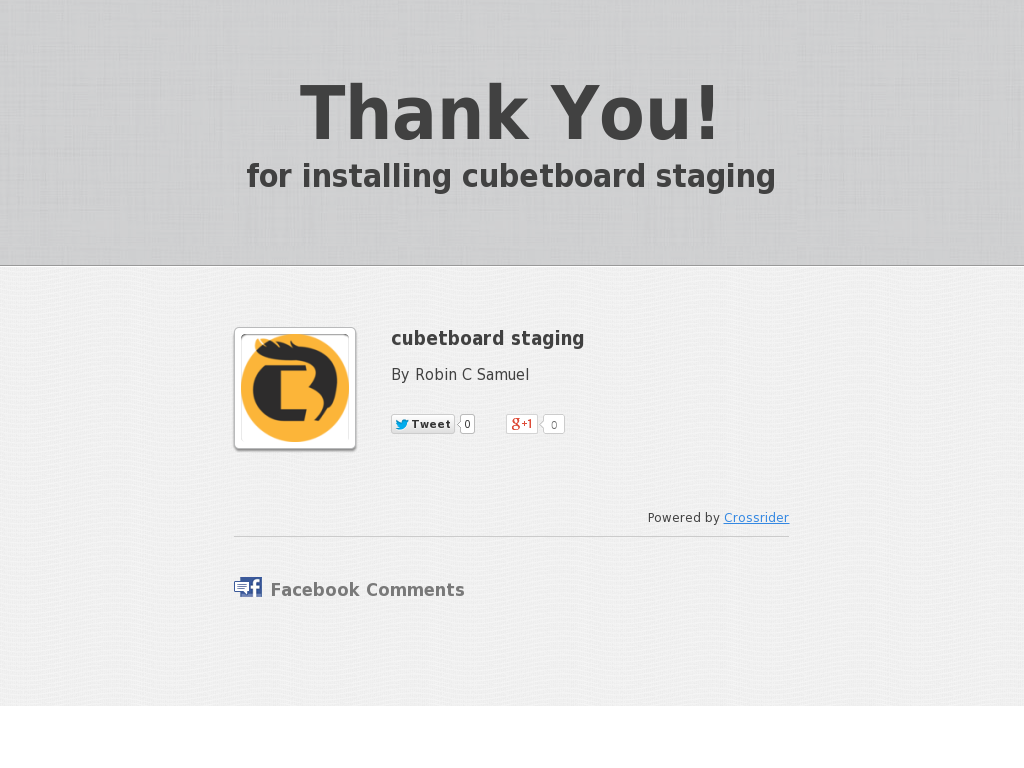 Thank You!
for installing cubetboard staging
cubetboard staging
By Robin C Samuel
Tweet 0 g+1 0
Powered by Crossrider
Facebook Comments